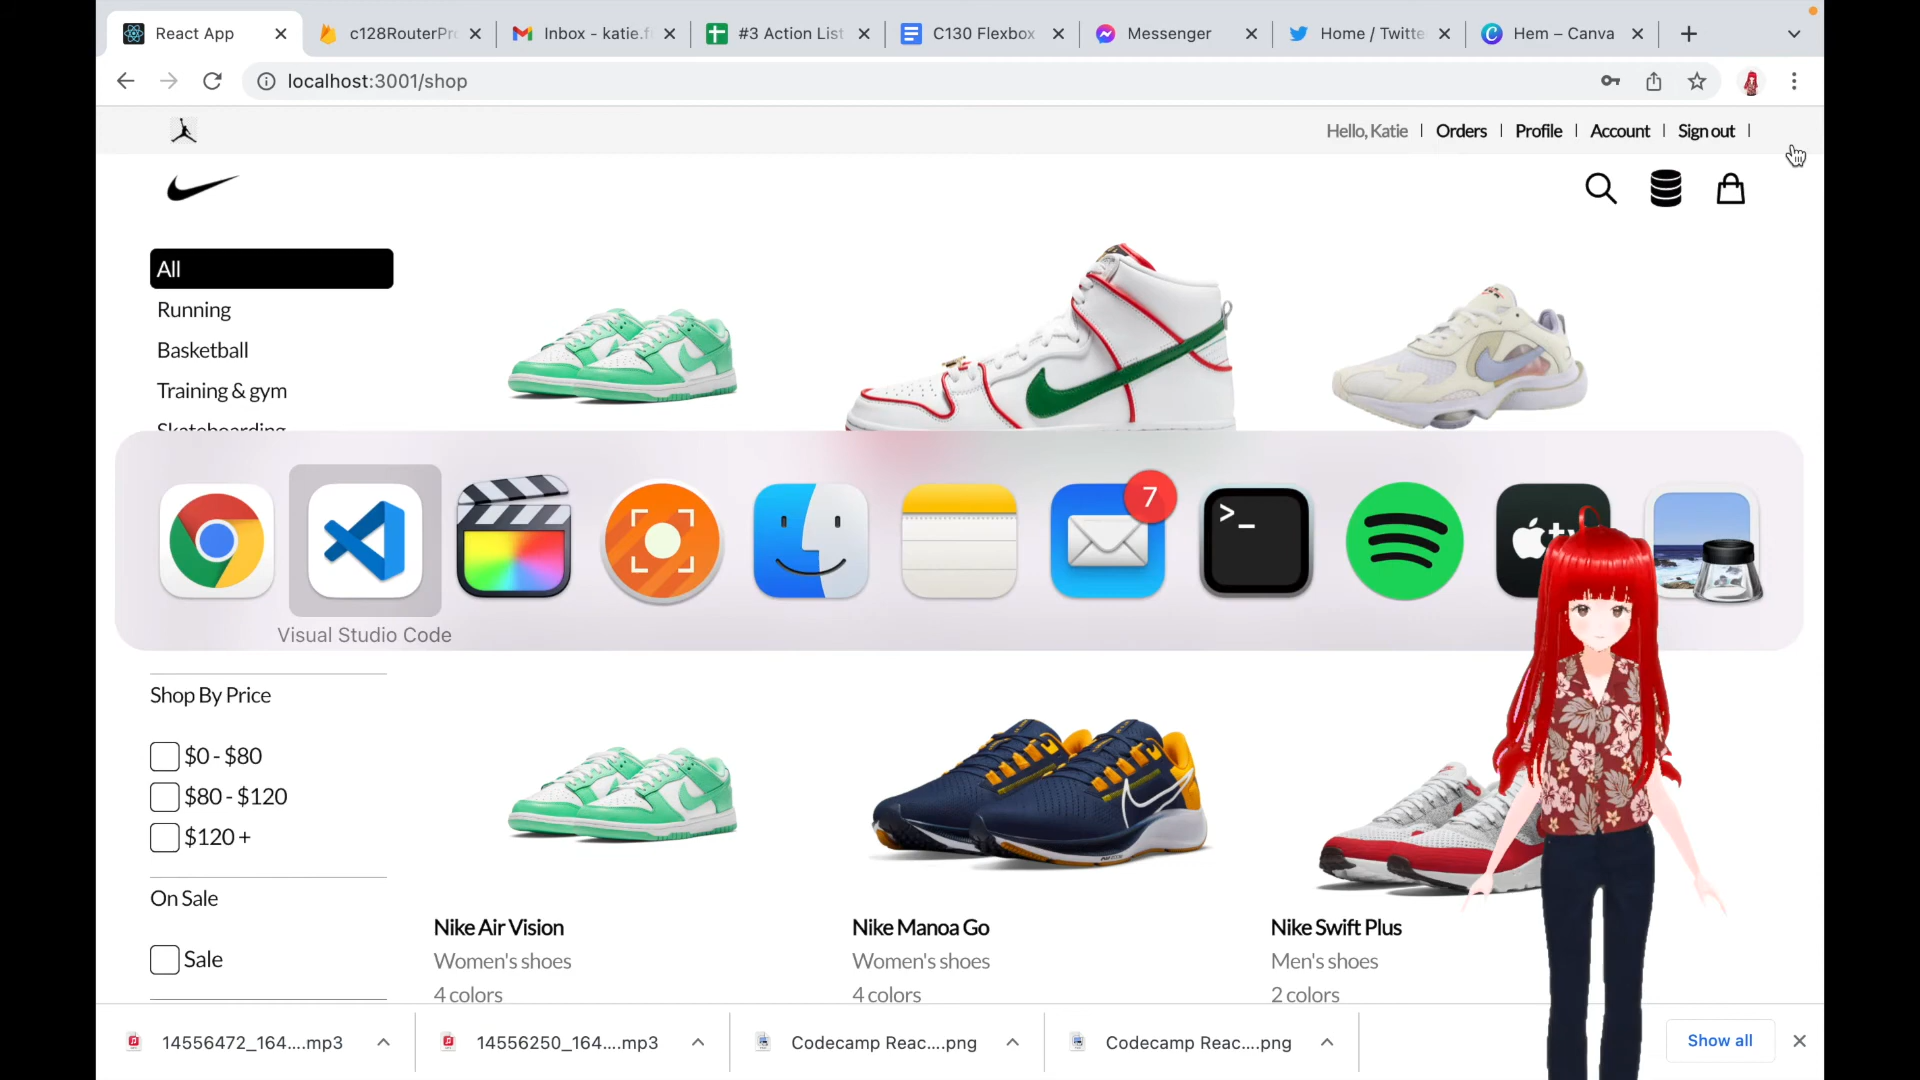 React App
c128RouterPro
Inbox - katie.f
#3 Action List
C130 Flexbox
Messenger
Home / Twitte
Hem – Canva
localhost:3001/shop
Hello, Katie | Orders | Profile | Account | Sign out |
All
Running
Basketball
Training & gym
Skateboarding
7
>_
tv
Visual Studio Code
Shop By Price
$0 - $80
$80 - $120
$120 +
On Sale
Sale
Nike Air Vision
Women's shoes
4 colors
Nike Manoa Go
Women's shoes
4 colors
Nike Swift Plus
Men's shoes
2 colors
14556472_164....mp3
14556250_164....mp3
Codecamp Reac....png
Codecamp Reac....png
Show all